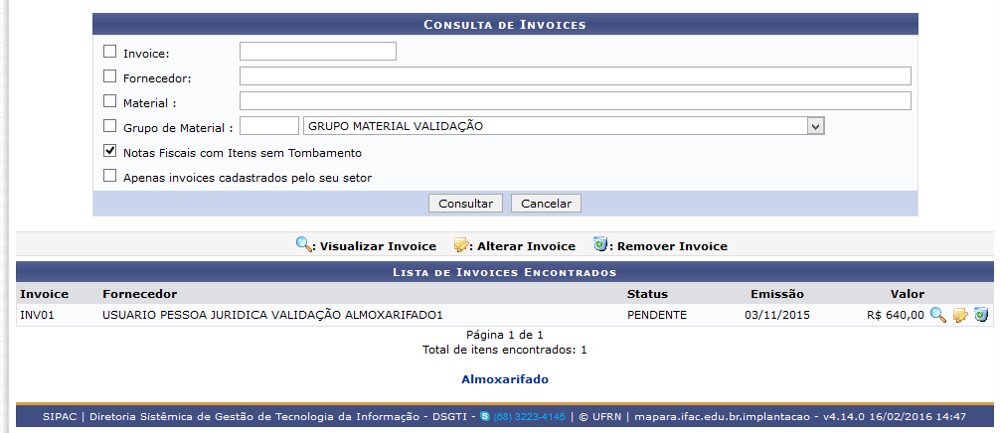 CONSULTA DE INVOICES
Invoice:
Fornecedor:
Material :
Grupo de Material : GRUPO MATERIAL VALIDAÇÃO
Notas Fiscais com Itens sem Tombamento
Apenas invoices cadastrados pelo seu setor
Consultar Cancelar
: Visualizar Invoice : Alterar Invoice : Remover Invoice
LISTA DE INVOICES ENCONTRADOS
Invoice Fornecedor Status Emissão Valor
INV01 USUARIO PESSOA JURIDICA VALIDAÇÃO ALMOXARIFADO1 PENDENTE 03/11/2015 R$ 640,00
Página 1 de 1
Total de itens encontrados: 1
Almoxarifado
SIPAC | Diretoria Sistêmica de Gestão de Tecnologia da Informação - DSGTI - (68) 3223-4145 | © UFRN | mapara.ifac.edu.br.implantacao - v4.14.0 16/02/2016 14:47